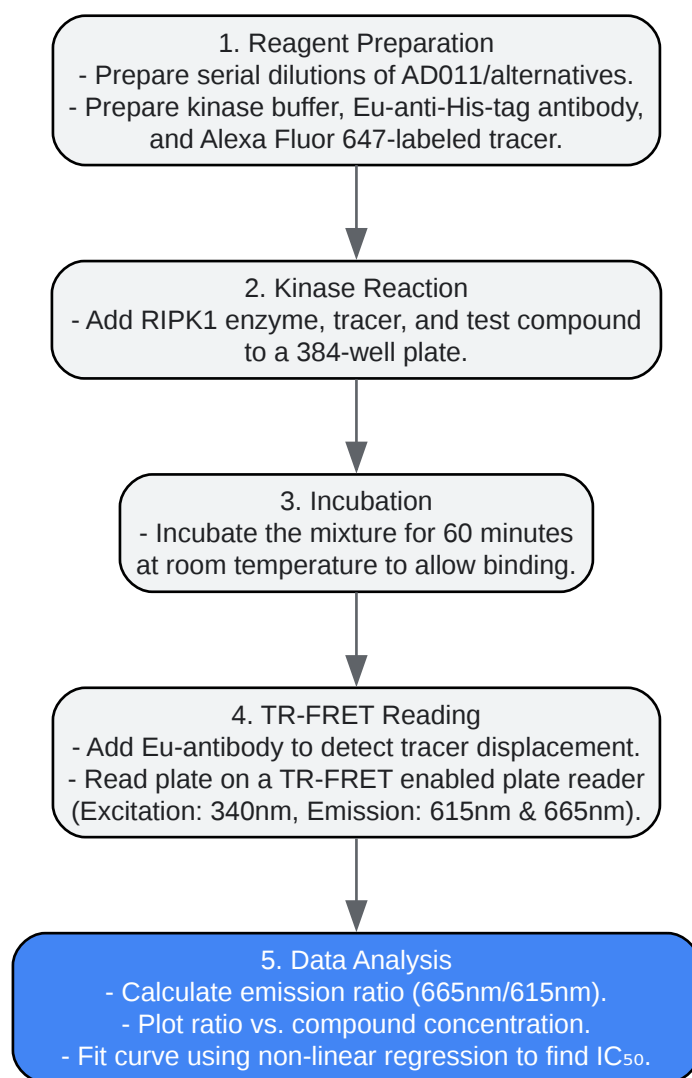 1. Reagent Preparation
- Prepare serial dilutions of AD011/alternatives.
- Prepare kinase buffer, Eu-anti-His-tag antibody,
and Alexa Fluor 647-labeled tracer.
2. Kinase Reaction
- Add RIPK1 enzyme, tracer, and test compound
to a 384-well plate.
3. Incubation
- Incubate the mixture for 60 minutes
at room temperature to allow binding.
4. TR-FRET Reading
- Add Eu-antibody to detect tracer displacement.
- Read plate on a TR-FRET enabled plate reader
(Excitation: 340nm, Emission: 615nm & 665nm).
5. Data Analysis
- Calculate emission ratio (665nm/615nm).
- Plot ratio vs. compound concentration.
- Fit curve using non-linear regression to find IC₅₀.